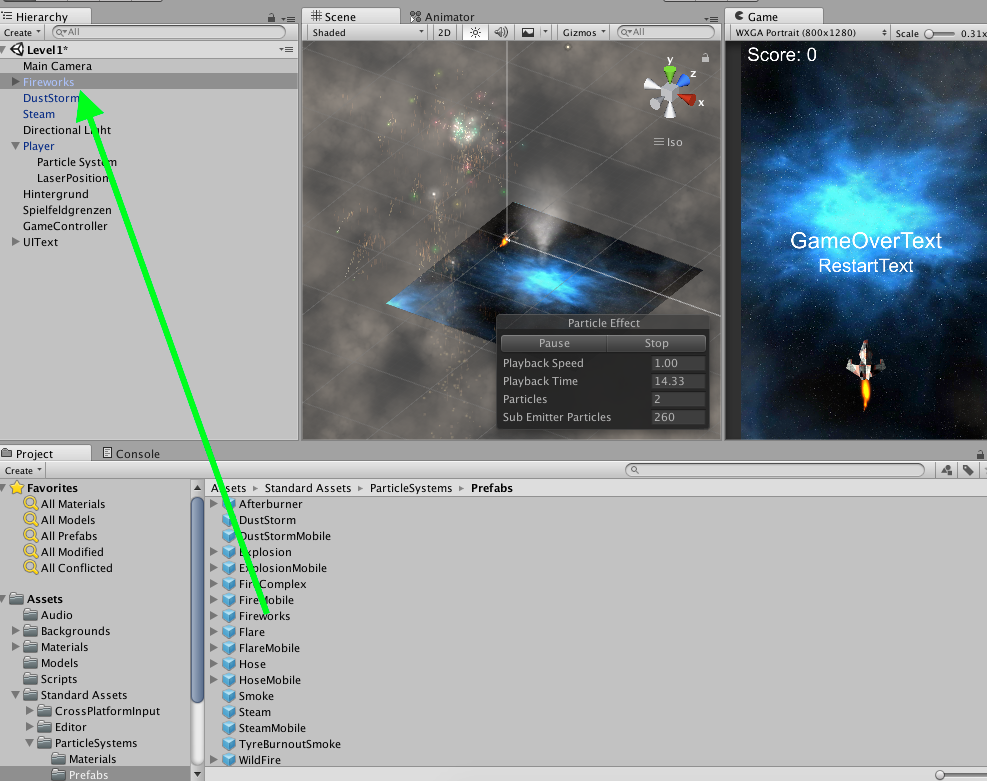 Hierarchy
Create All
Level1*
Main Camera
Fireworks
DustStorm
Steam
Directional Light
Player
Particle System
LaserPosition
Hintergrund
Spielfeldgrenzen
GameController
UIText
Scene Animator
Shaded 2D Gizmos All
y
z
x
Iso
Particle Effect
Pause Stop
Playback Speed 1.00
Playback Time 14.33
Particles 2
Sub Emitter Particles 260
Game
WXGA Portrait (800x1280) Scale 0.31x
Score: 0
GameOverText
RestartText
Project Console
Create
Favorites
All Materials
All Models
All Prefabs
All Modified
All Conflicted
Assets
Audio
Backgrounds
Materials
Models
Scripts
Standard Assets
CrossPlatformInput
Editor
ParticleSystems
Materials
Prefabs
Assets Standard Assets ParticleSystems Prefabs
Afterburner
DustStorm
DustStormMobile
Explosion
ExplosionMobile
FireComplex
FireMobile
Fireworks
Flare
FlareMobile
Hose
HoseMobile
Smoke
Steam
SteamMobile
TyreBurnoutSmoke
WildFire